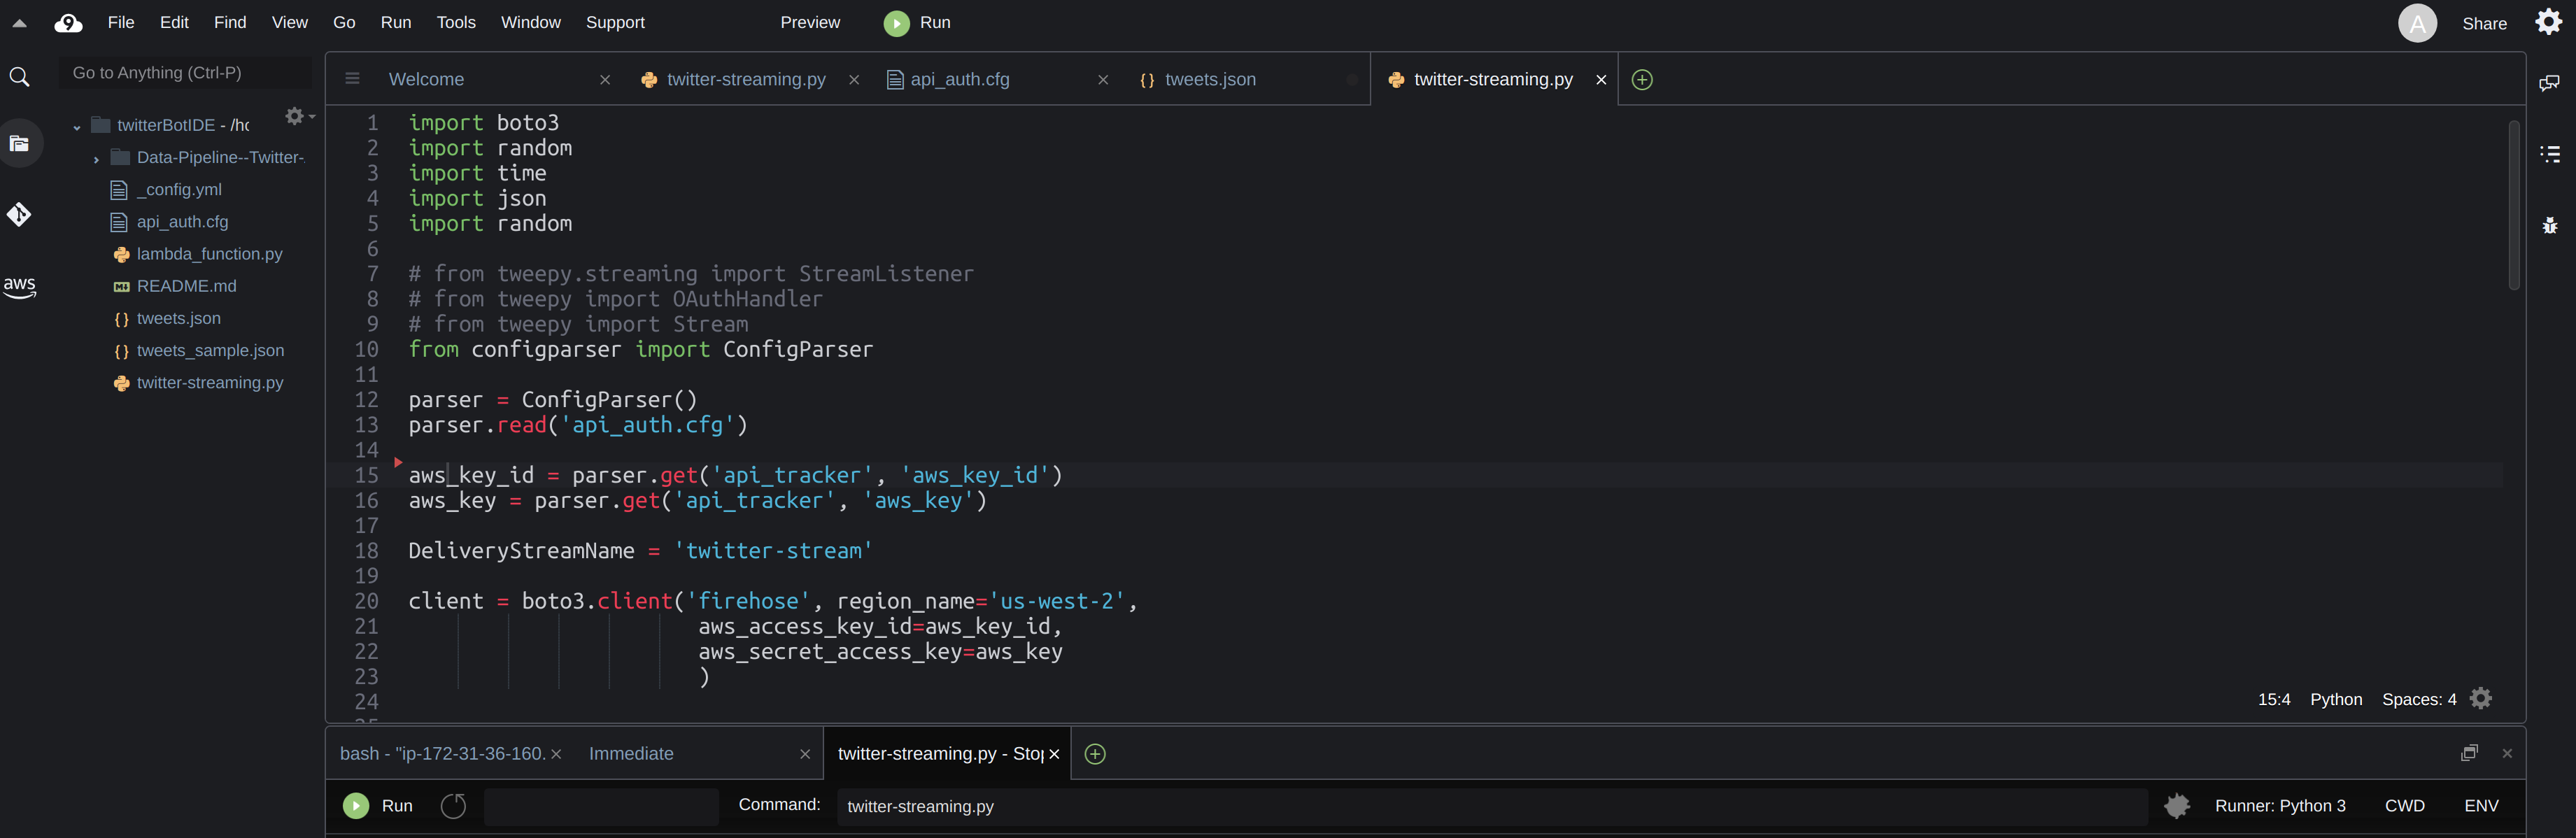 9 File Edit Find View Go Run Tools Window Support Preview Run A Share
Go to Anything (Ctrl-P)
twitterBotIDE - /hc
Data-Pipeline--Twitter-
_config.yml
api_auth.cfg
lambda_function.py
README.md
tweets.json
tweets_sample.json
twitter-streaming.py
aws
Welcome twitter-streaming.py api_auth.cfg { } tweets.json twitter-streaming.py
1 import boto3
2 import random
3 import time
4 import json
5 import random
6
7 # from tweepy.streaming import StreamListener
8 # from tweepy import OAuthHandler
9 # from tweepy import Stream
10 from configparser import ConfigParser
11
12 parser = ConfigParser()
13 parser.read('api_auth.cfg')
14
15 aws_key_id = parser.get('api_tracker', 'aws_key_id')
16 aws_key = parser.get('api_tracker', 'aws_key')
17
18 DeliveryStreamName = 'twitter-stream'
19
20 client = boto3.client('firehose', region_name='us-west-2',
21 aws_access_key_id=aws_key_id,
22 aws_secret_access_key=aws_key
23 )
24
15:4 Python Spaces: 4
bash - "ip-172-31-36-160. Immediate twitter-streaming.py - Stop
Run Command: twitter-streaming.py Runner: Python 3 CWD ENV